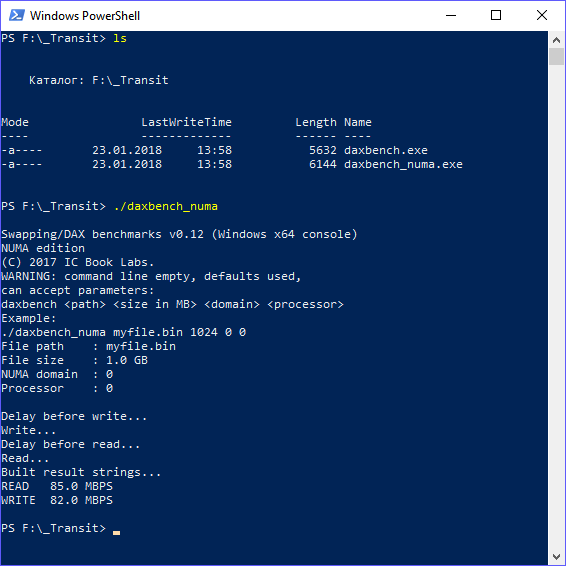 Windows PowerShell
PS F:\_Transit> ls
Каталог: F:\_Transit
Mode                LastWriteTime         Length Name
----                -------------         ------ ----
-a----       23.01.2018     13:58           5632 daxbench.exe
-a----       23.01.2018     13:58           6144 daxbench_numa.exe
PS F:\_Transit> ./daxbench_numa
Swapping/DAX benchmarks v0.12 (Windows x64 console)
NUMA edition
(C) 2017 IC Book Labs.
WARNING: command line empty, defaults used,
can accept parameters:
daxbench <path> <size in MB> <domain> <processor>
Example:
./daxbench_numa myfile.bin 1024 0 0
File path    : myfile.bin
File size    : 1.0 GB
NUMA domain  : 0
Processor    : 0
Delay before write...
Write...
Delay before read...
Read...
Built result strings...
READ   85.0 MBPS
WRITE  82.0 MBPS
PS F:\_Transit>